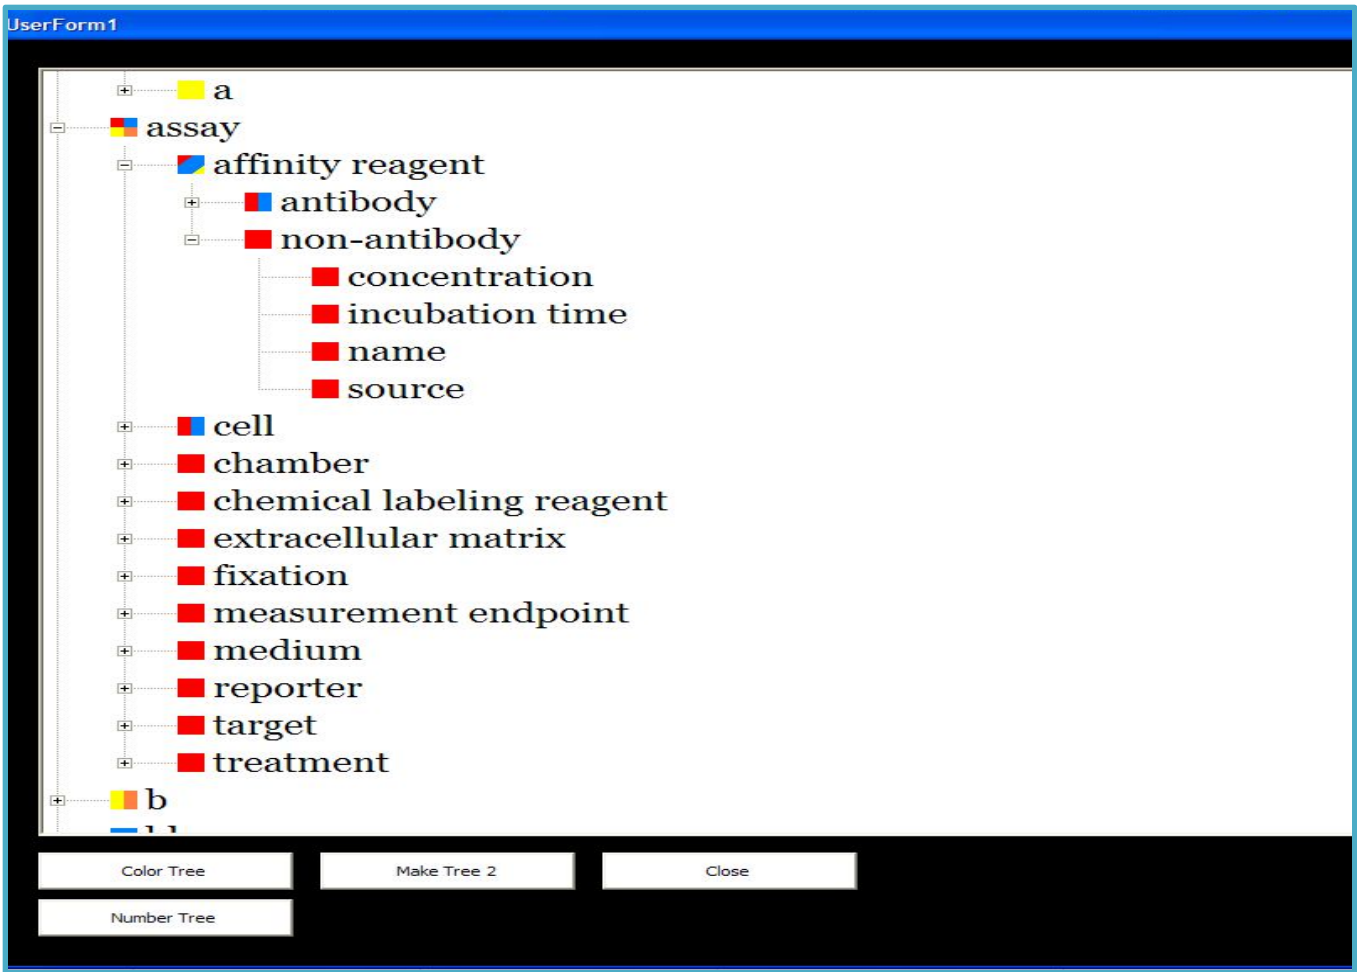 UserForm1
a
assay
affinity reagent
antibody
non-antibody
concentration
incubation time
name
source
cell
chamber
chemical labeling reagent
extracellular matrix
fixation
measurement endpoint
medium
reporter
target
treatment
b
Color Tree
Make Tree 2
Close
Number Tree